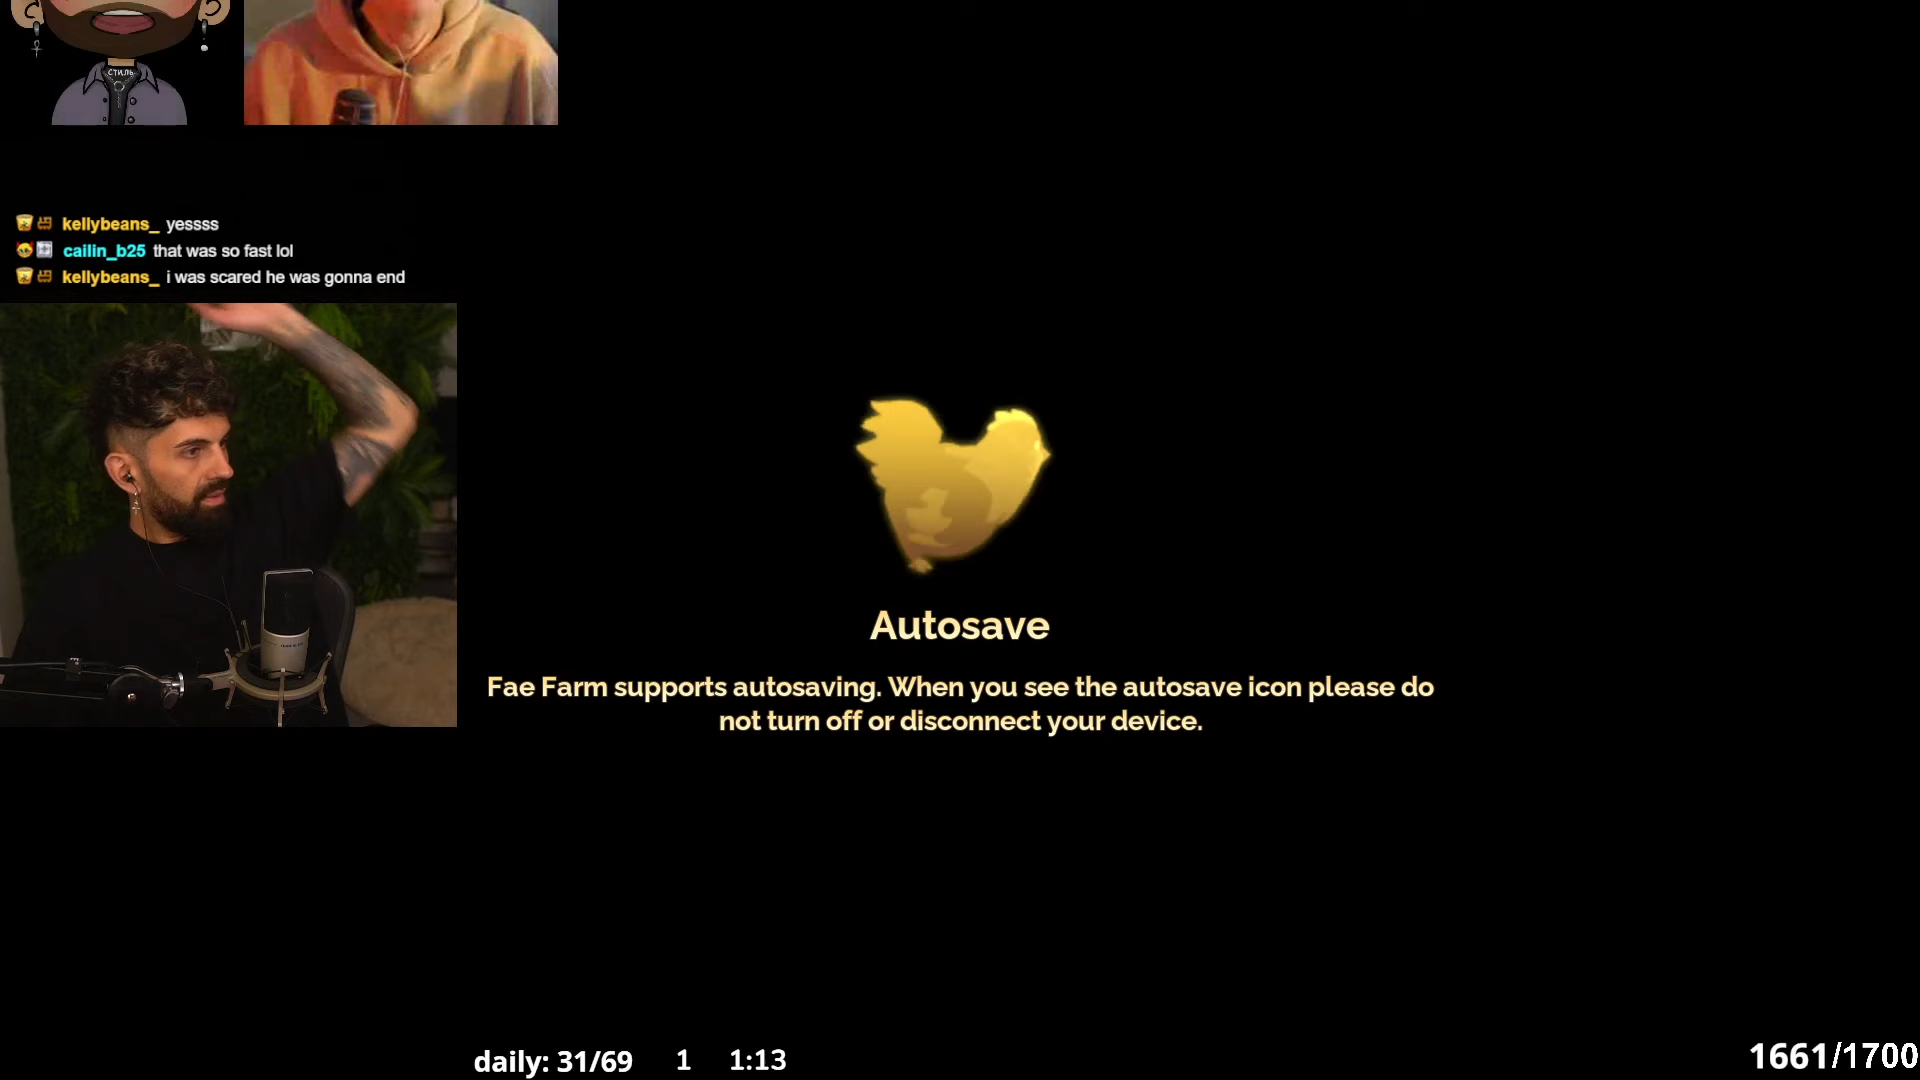 СТИЛЬ
kellybeans_ yessss
cailin_b25 that was so fast lol
kellybeans_ i was scared he was gonna end
Autosave
Fae Farm supports autosaving. When you see the autosave icon please do
not turn off or disconnect your device.
daily: 31/69 1 1:13
1661/1700